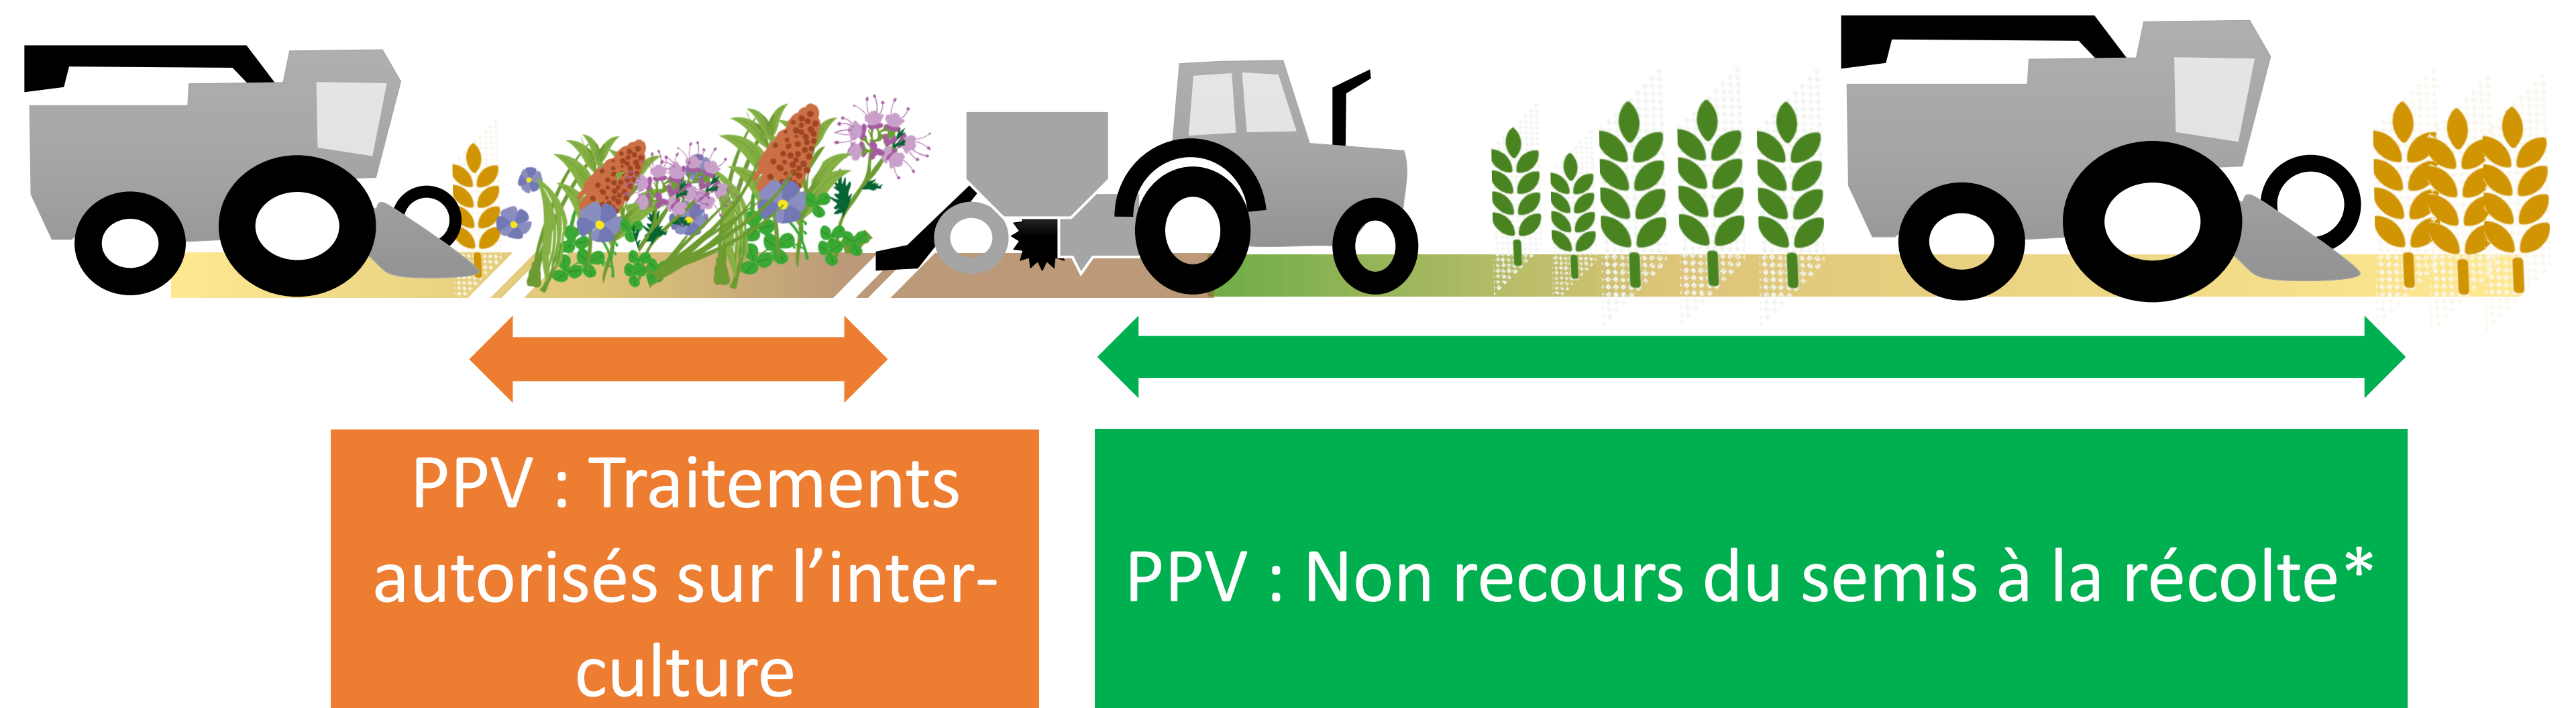 PPV : Traitements
autorisés sur l’inter-
culture
PPV : Non recours du semis à la récolte*